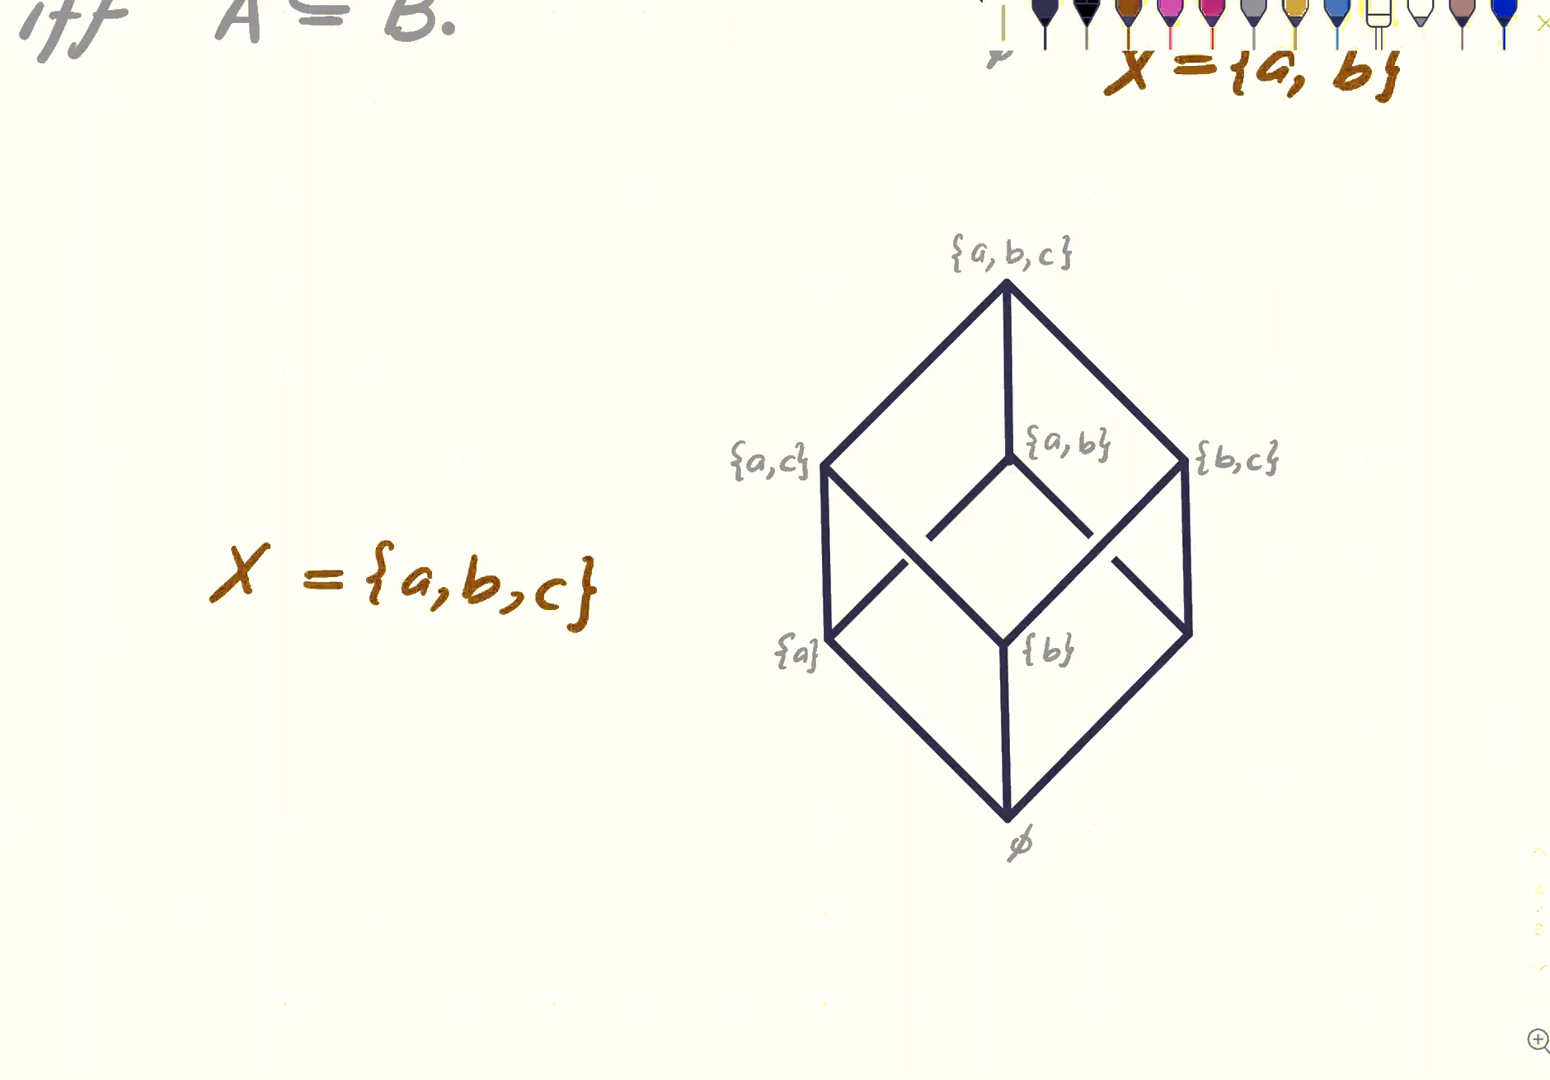 iff A ⊆ B.
X = {a, b}
{a, b, c}
{a,c} {a,b} {b,c}
X = {a,b,c}
{a} {b}
∅